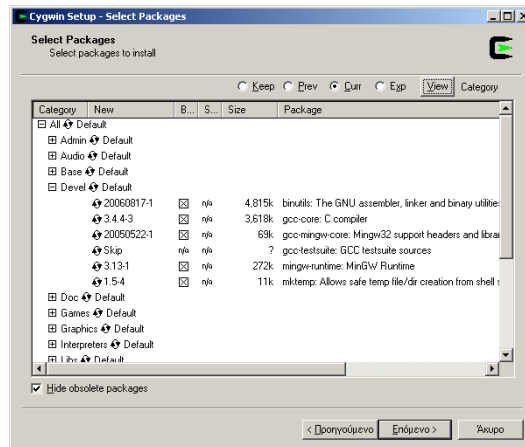 Cygwin Setup - Select Packages
Select Packages
Select packages to install
Keep Prev Curr Exp View Category
Category New B... S... Size Package
All Default
Admin Default
Audio Default
Base Default
Devel Default
20060817-1 n/a 4,815k binutils: The GNU assembler, linker and binary utilitie
3.4.4-3 n/a 3,618k gcc-core: C compiler
20050522-1 n/a 69k gcc-mingw-core: Mingw32 support headers and librar
Skip n/a n/a ? gcc-testsuite: GCC testsuite sources
3.13-1 n/a 272k mingw-runtime: MinGW Runtime
1.5-4 n/a 11k mktemp: Allows safe temp file/dir creation from shell s
Doc Default
Games Default
Graphics Default
Interpreters Default
Libs Default
Hide obsolete packages
< Προηγούμενο Επόμενο > Άκυρο